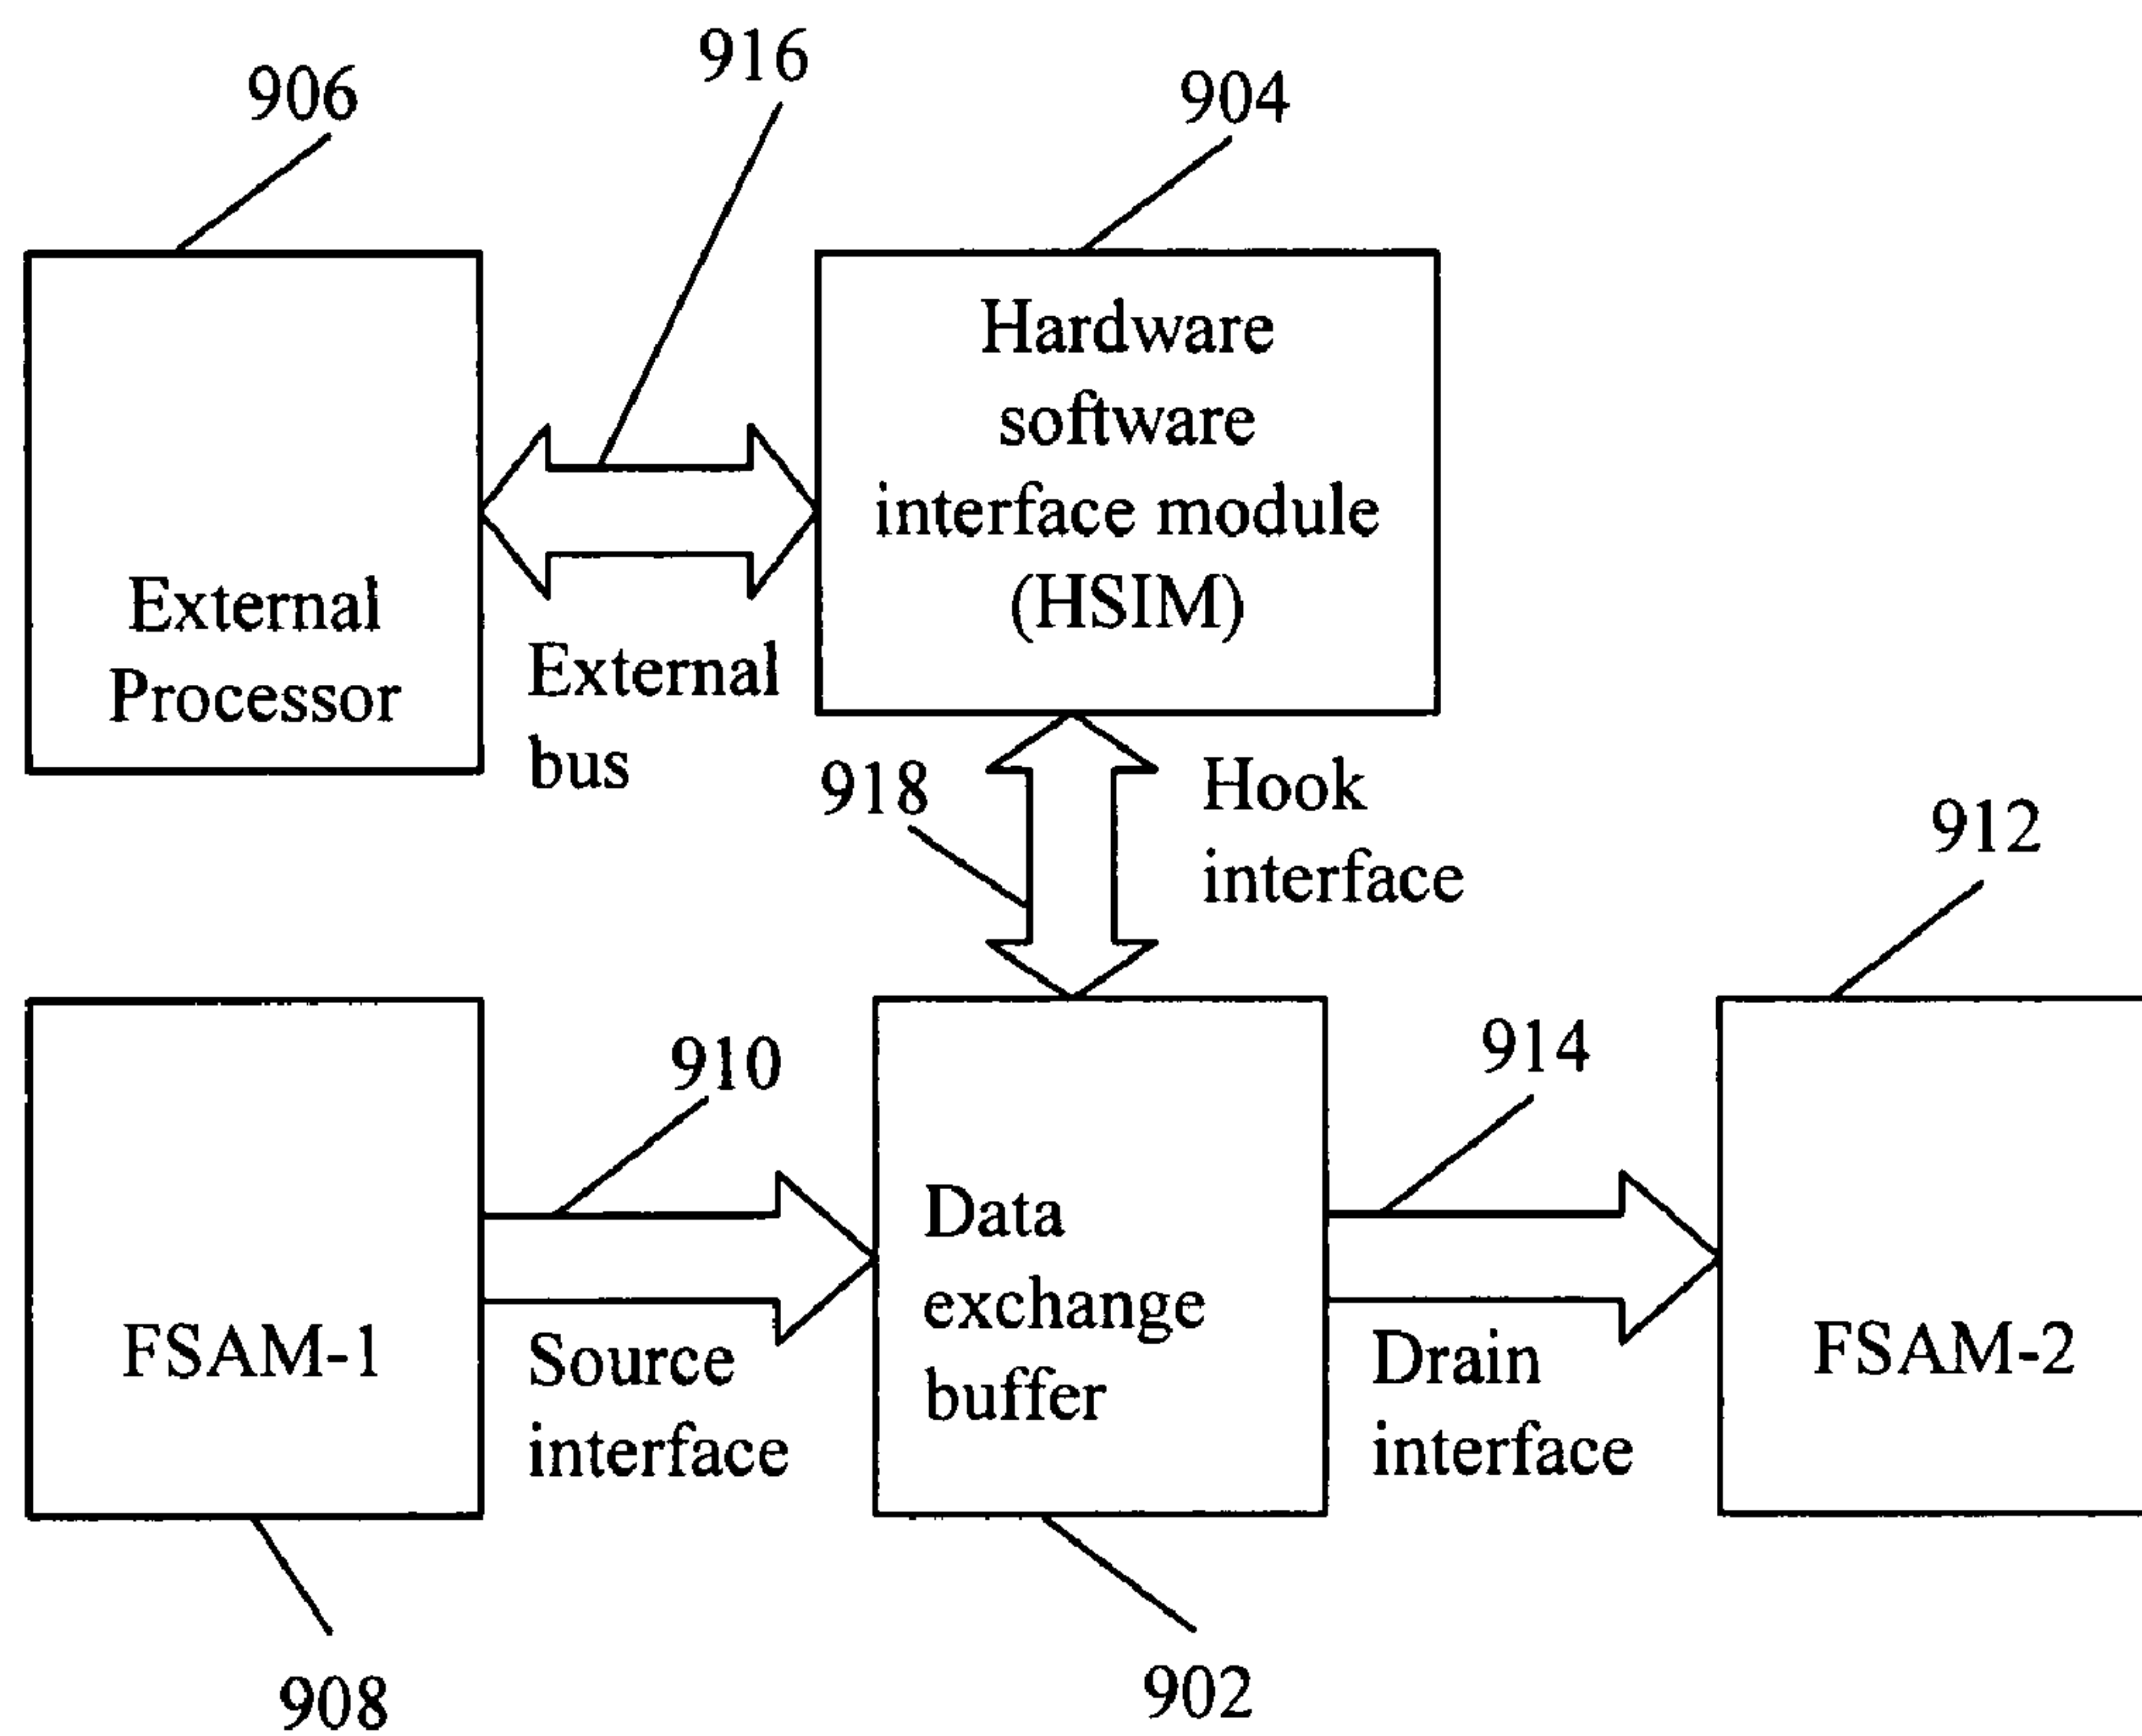 916
906
904
Hardware
software
interface module
(HSIM)
External
Processor
External
bus
918
Hook
interface
912
910
914
FSAM-1
Source
interface
Data
exchange
buffer
Drain
interface
FSAM-2
908
902